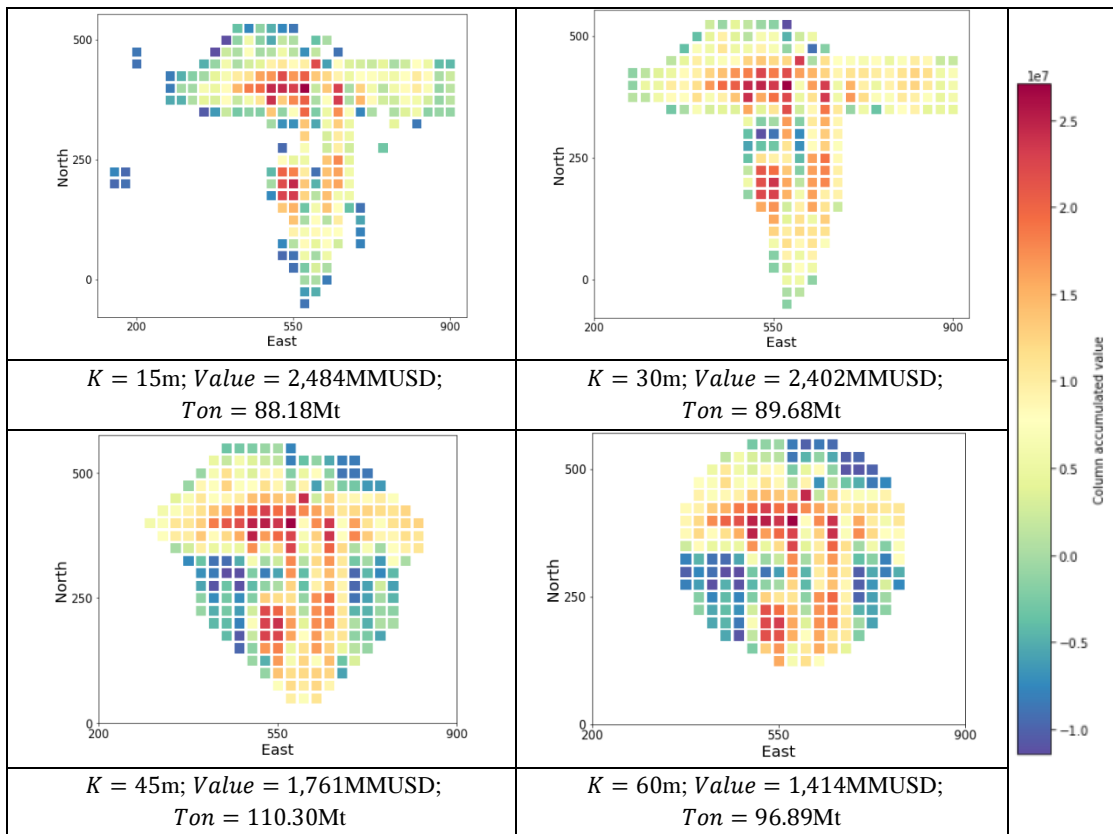 500
250
0
North
200
550
900
East
500
250
0
North
200
550
900
East
1e7
2.5
2.0
1.5
1.0
0.5
0.0
−0.5
−1.0
Column accumulated value
K = 15m; Value = 2,484MMUSD;
Ton = 88.18Mt
K = 30m; Value = 2,402MMUSD;
Ton = 89.68Mt
500
250
0
North
200
550
900
East
500
250
0
North
200
550
900
East
K = 45m; Value = 1,761MMUSD;
Ton = 110.30Mt
K = 60m; Value = 1,414MMUSD;
Ton = 96.89Mt